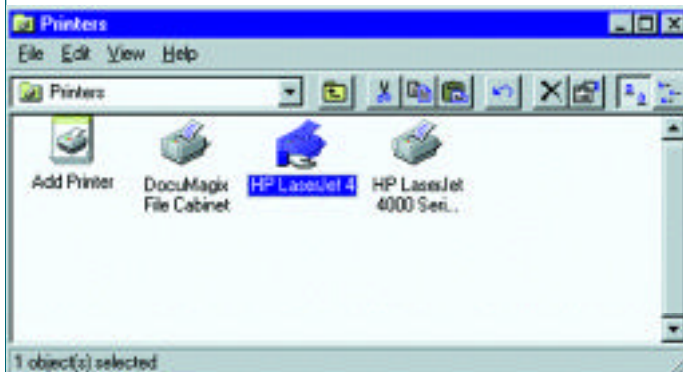 Printers
File Edit View Help
Printers
Add Printer
DocuMagix
File Cabinet
HP LaserJet 4
HP LaserJet
4000 Seri...
1 object(s) selected